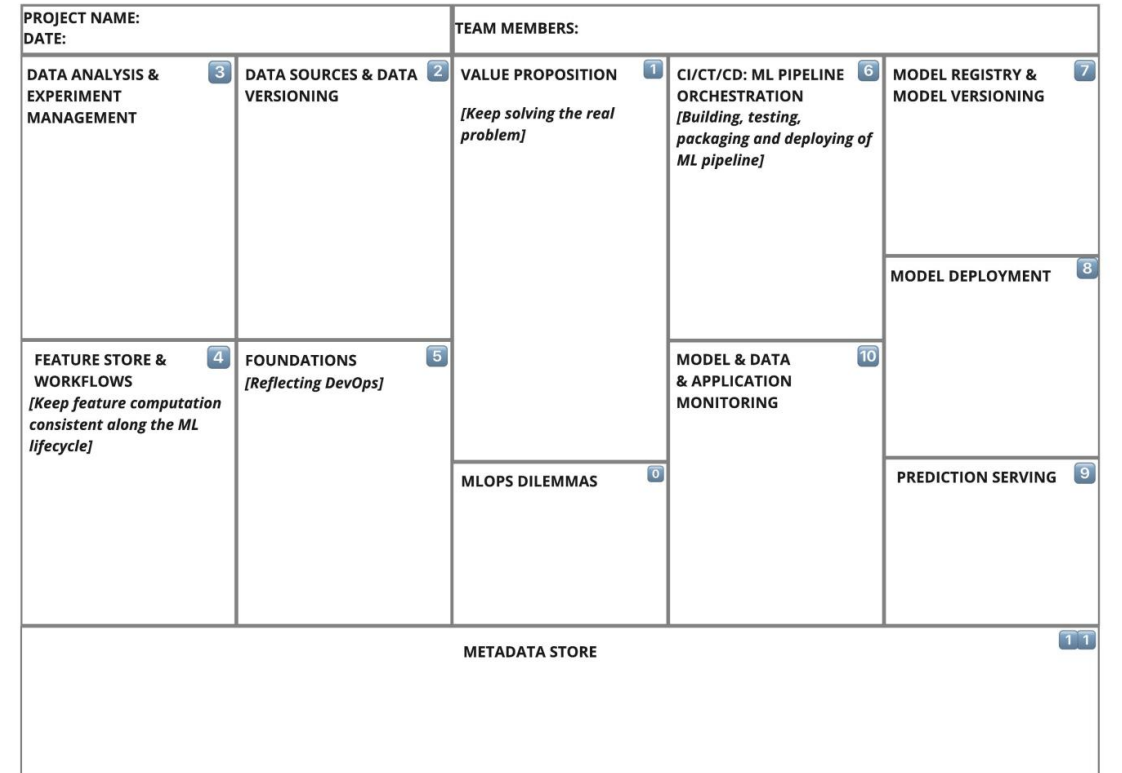 PROJECT NAME:
DATE:
TEAM MEMBERS:
DATA ANALYSIS & 3
EXPERIMENT
MANAGEMENT
DATA SOURCES & DATA 2
VERSIONING
VALUE PROPOSITION 1
[Keep solving the real
problem]
CI/CT/CD: ML PIPELINE 6
ORCHESTRATION
[Building, testing,
packaging and deploying of
ML pipeline]
MODEL REGISTRY & 7
MODEL VERSIONING
MODEL DEPLOYMENT 8
FEATURE STORE & 4
WORKFLOWS
[Keep feature computation
consistent along the ML
lifecycle]
FOUNDATIONS 5
[Reflecting DevOps]
MLOPS DILEMMAS 0
MODEL & DATA 10
& APPLICATION
MONITORING
PREDICTION SERVING 9
METADATA STORE 11